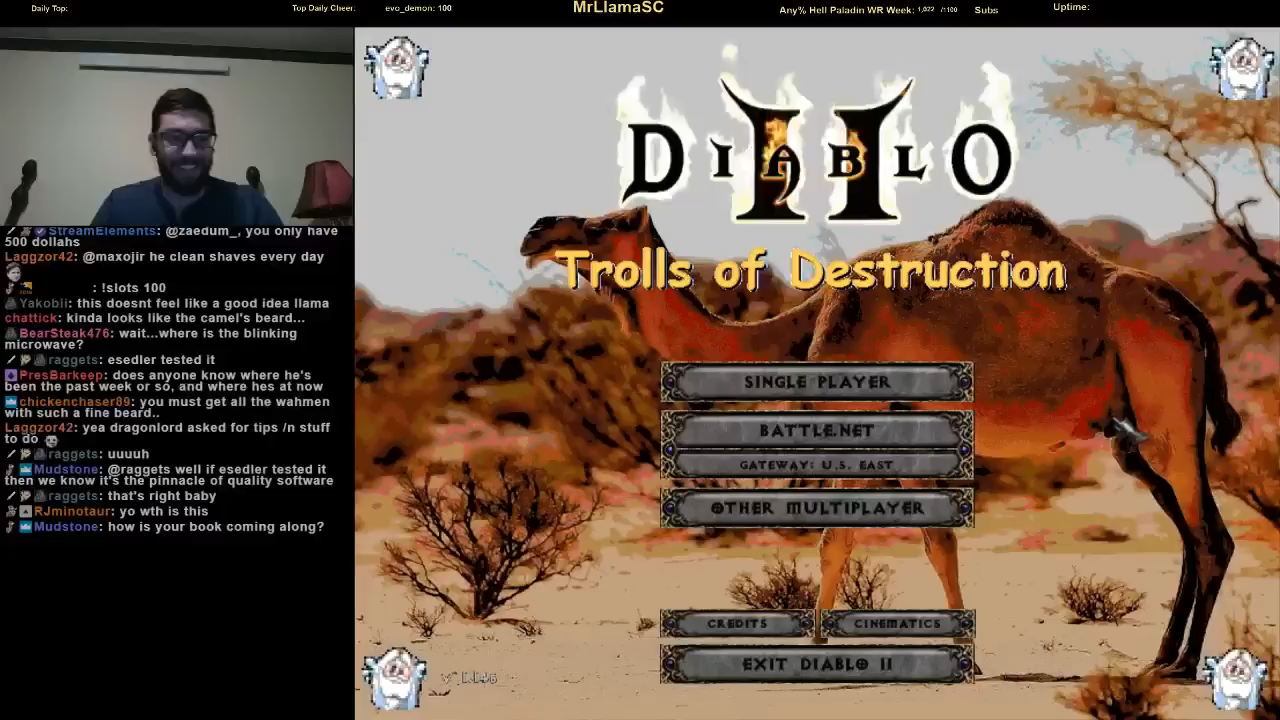 Daily Top:
Top Daily Cheer: evo_demon: 100
MrLlamaSC
Any% Hell Paladin WR Week: 1,022 /1100
Subs
Uptime:
StreamElements: @zaedum_, you only have
500 dollahs
Laggzor42: @maxojir he clean shaves every day
: !slots 100
Yakobii: this doesnt feel like a good idea llama
chattick: kinda looks like the camel's beard...
BearSteak476: wait...where is the blinking
microwave?
raggets: esedler tested it
PresBarkeep: does anyone know where he's
been the past week or so, and where hes at now
chickenchaser89: you must get all the wahmen
with such a fine beard..
Laggzor42: yea dragonlord asked for tips /n stuff
to do
raggets: uuuuh
Mudstone: @raggets well if esedler tested it
then we know it's the pinnacle of quality software
raggets: that's right baby
RJminotaur: yo wth is this
Mudstone: how is your book coming along?
DIABLO II
Trolls of Destruction
SINGLE PLAYER
BATTLE.NET
GATEWAY: U.S. EAST
OTHER MULTIPLAYER
CREDITS
CINEMATICS
EXIT DIABLO II